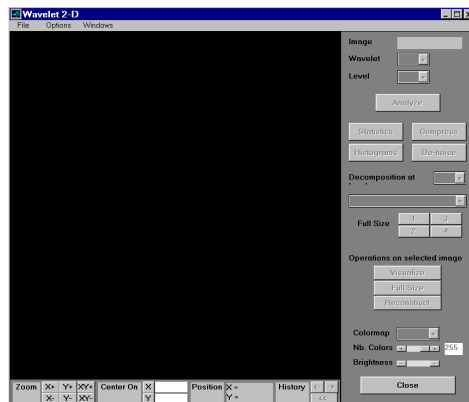 Wavelet 2-D
File Options Windows
Image
Wavelet
Level
Analyze
Statistics Compress
Histograms De-noise
Decomposition at
Full Size 1 3
2 4
Operations on selected image
Visualize
Full Size
Reconstruct
Colormap
Nb. Colors 255
Brightness
Zoom X+ Y+ XY+ Center On X Position X = History < >
X- Y- XY- Y Y = <<-
Close